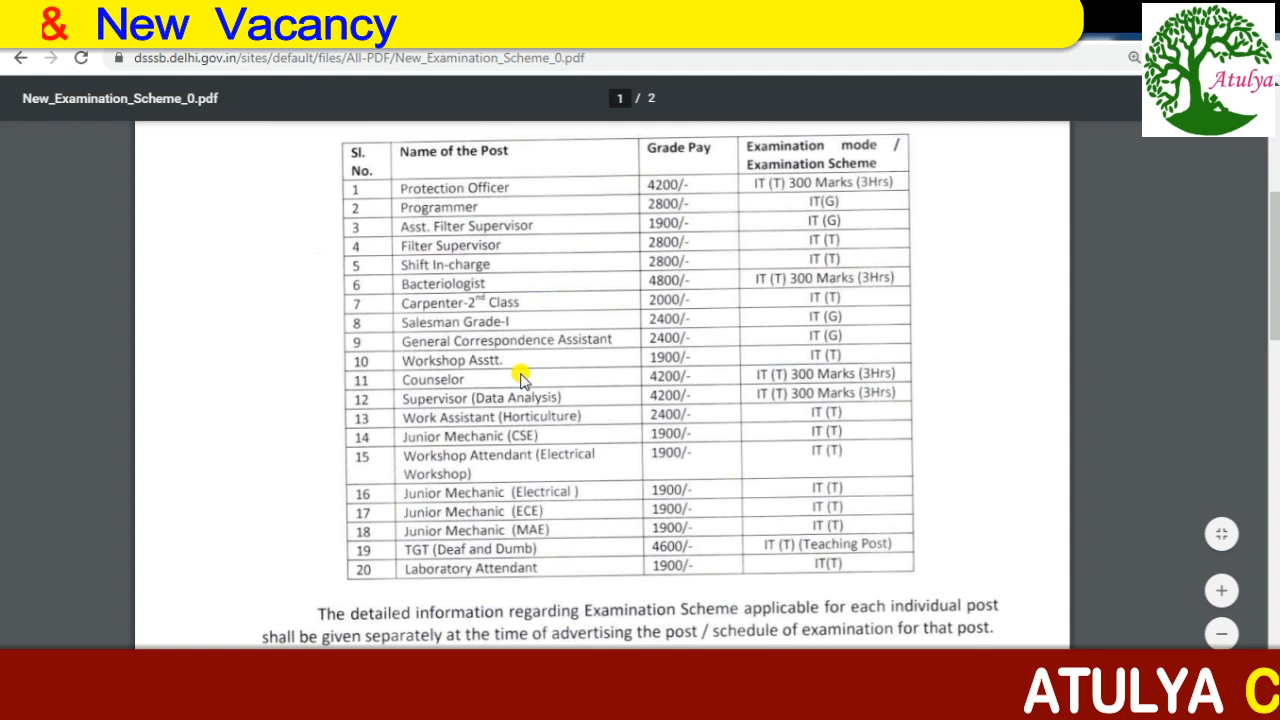 & New Vacancy
Atulya
dsssb.delhi.gov.in/sites/default/files/All-PDF/New_Examination_Scheme_0.pdf
New_Examination_Scheme_0.pdf 1 / 2
Sl. No. Name of the Post Grade Pay Examination mode / Examination Scheme
1 Protection Officer 4200/- IT (T) 300 Marks (3Hrs)
2 Programmer 2800/- IT(G)
3 Asst. Filter Supervisor 1900/- IT (G)
4 Filter Supervisor 2800/- IT (T)
5 Shift In-charge 2800/- IT (T)
6 Bacteriologist 4800/- IT (T) 300 Marks (3Hrs)
7 Carpenter-2nd Class 2000/- IT (T)
8 Salesman Grade-I 2400/- IT (G)
9 General Correspondence Assistant 2400/- IT (G)
10 Workshop Asstt. 1900/- IT (T)
11 Counselor 4200/- IT (T) 300 Marks (3Hrs)
12 Supervisor (Data Analysis) 4200/- IT (T) 300 Marks (3Hrs)
13 Work Assistant (Horticulture) 2400/- IT (T)
14 Junior Mechanic (CSE) 1900/- IT (T)
15 Workshop Attendant (Electrical Workshop) 1900/- IT (T)
16 Junior Mechanic (Electrical ) 1900/- IT (T)
17 Junior Mechanic (ECE) 1900/- IT (T)
18 Junior Mechanic (MAE) 1900/- IT (T)
19 TGT (Deaf and Dumb) 4600/- IT (T) (Teaching Post)
20 Laboratory Attendant 1900/- IT(T)
The detailed information regarding Examination Scheme applicable for each individual post
shall be given separately at the time of advertising the post / schedule of examination for that post.
ATULYA C